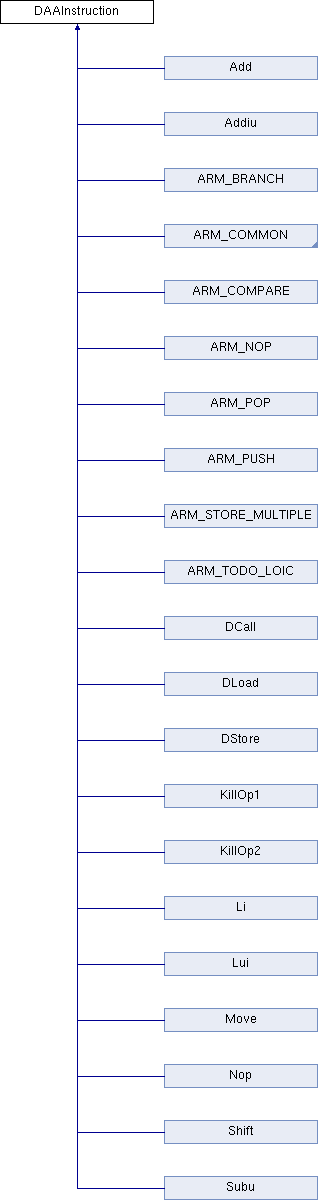 DAAInstruction
Add
Addiu
ARM_BRANCH
ARM_COMMON
ARM_COMPARE
ARM_NOP
ARM_POP
ARM_PUSH
ARM_STORE_MULTIPLE
ARM_TODO_LOIC
DCall
DLoad
DStore
KillOp1
KillOp2
Li
Lui
Move
Nop
Shift
Subu